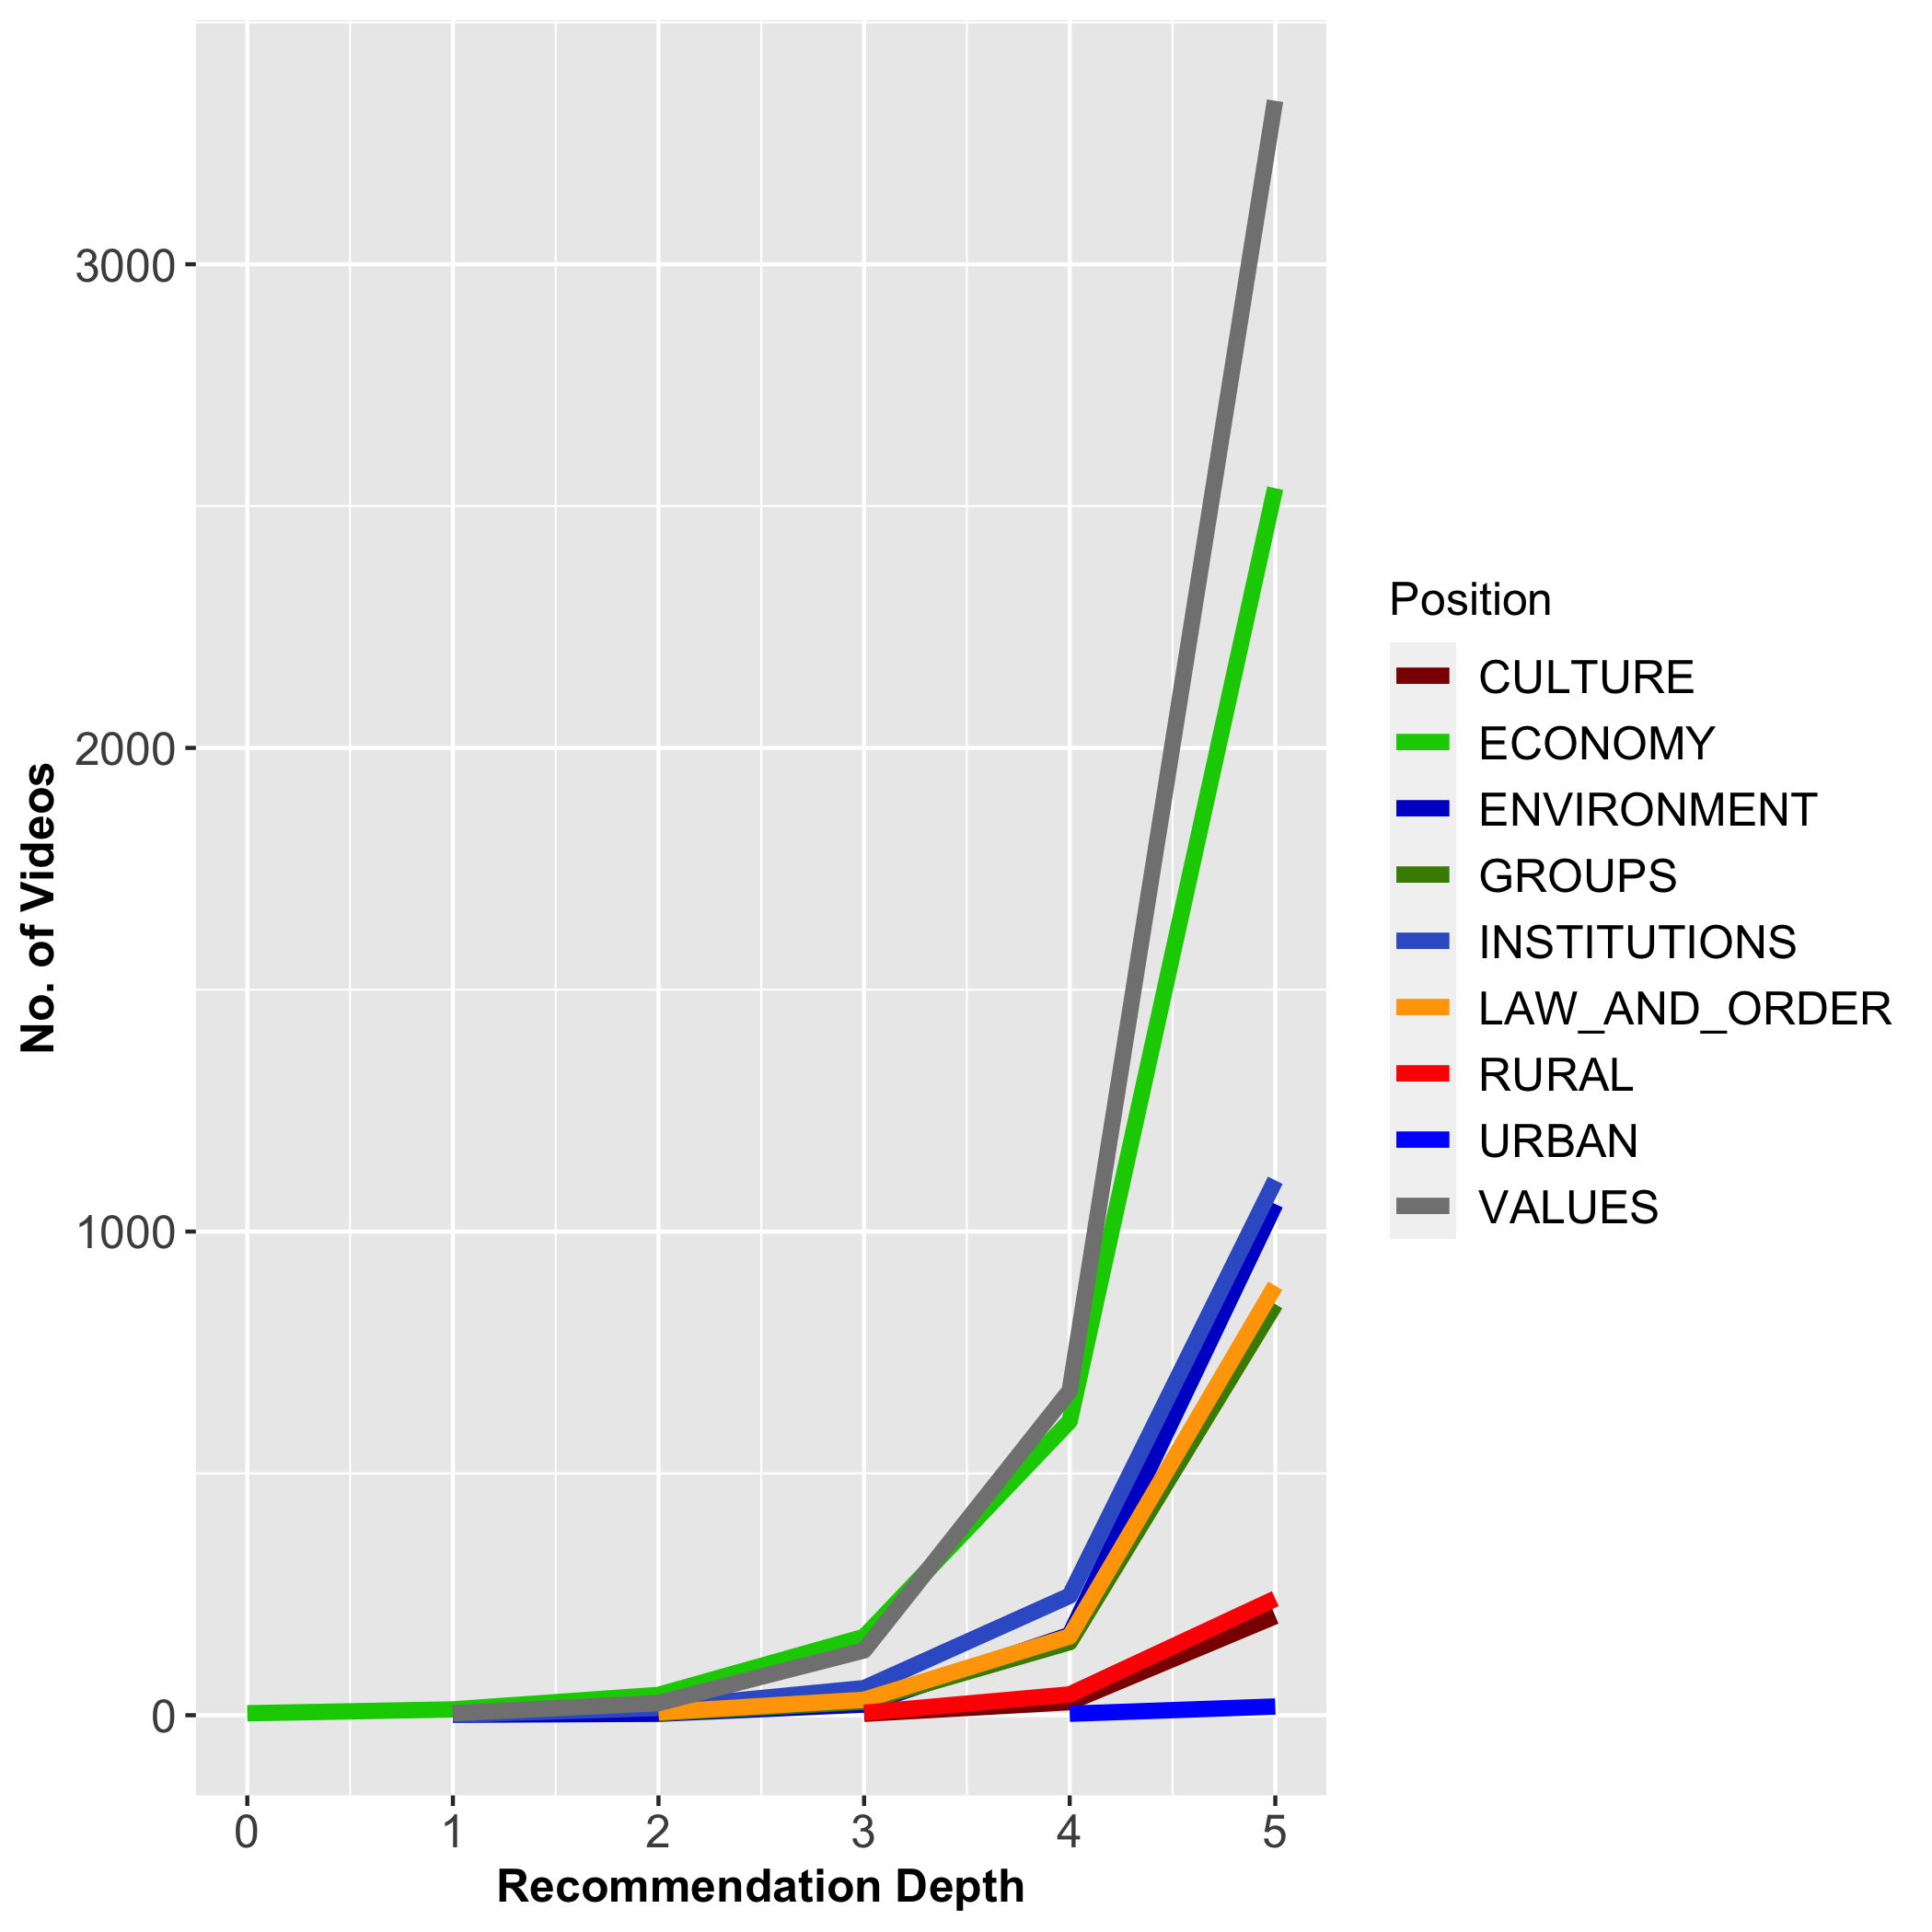 No. of Videos
3000
2000
1000
0
0 1 2 3 4 5
Recommendation Depth
Position
CULTURE
ECONOMY
ENVIRONMENT
GROUPS
INSTITUTIONS
LAW_AND_ORDER
RURAL
URBAN
VALUES